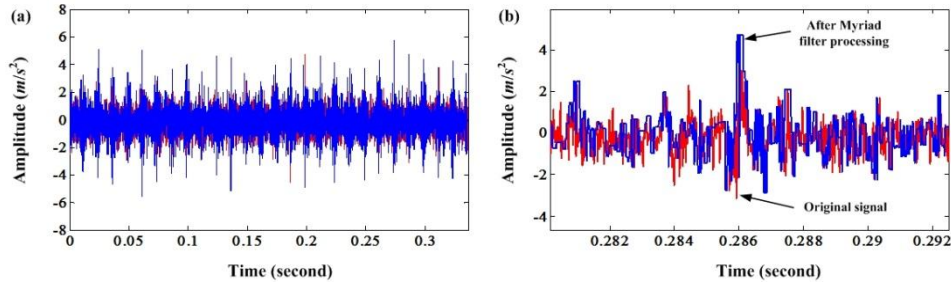 (a)
8
6
4
2
0
-2
-4
-6
-8
Amplitude (m/s²)
0 0.05 0.1 0.15 0.2 0.25 0.3
Time (second)
(b)
4
2
0
-2
-4
Amplitude (m/s²)
After Myriad
filter processing
Original signal
0.282 0.284 0.286 0.288 0.29 0.292
Time (second)